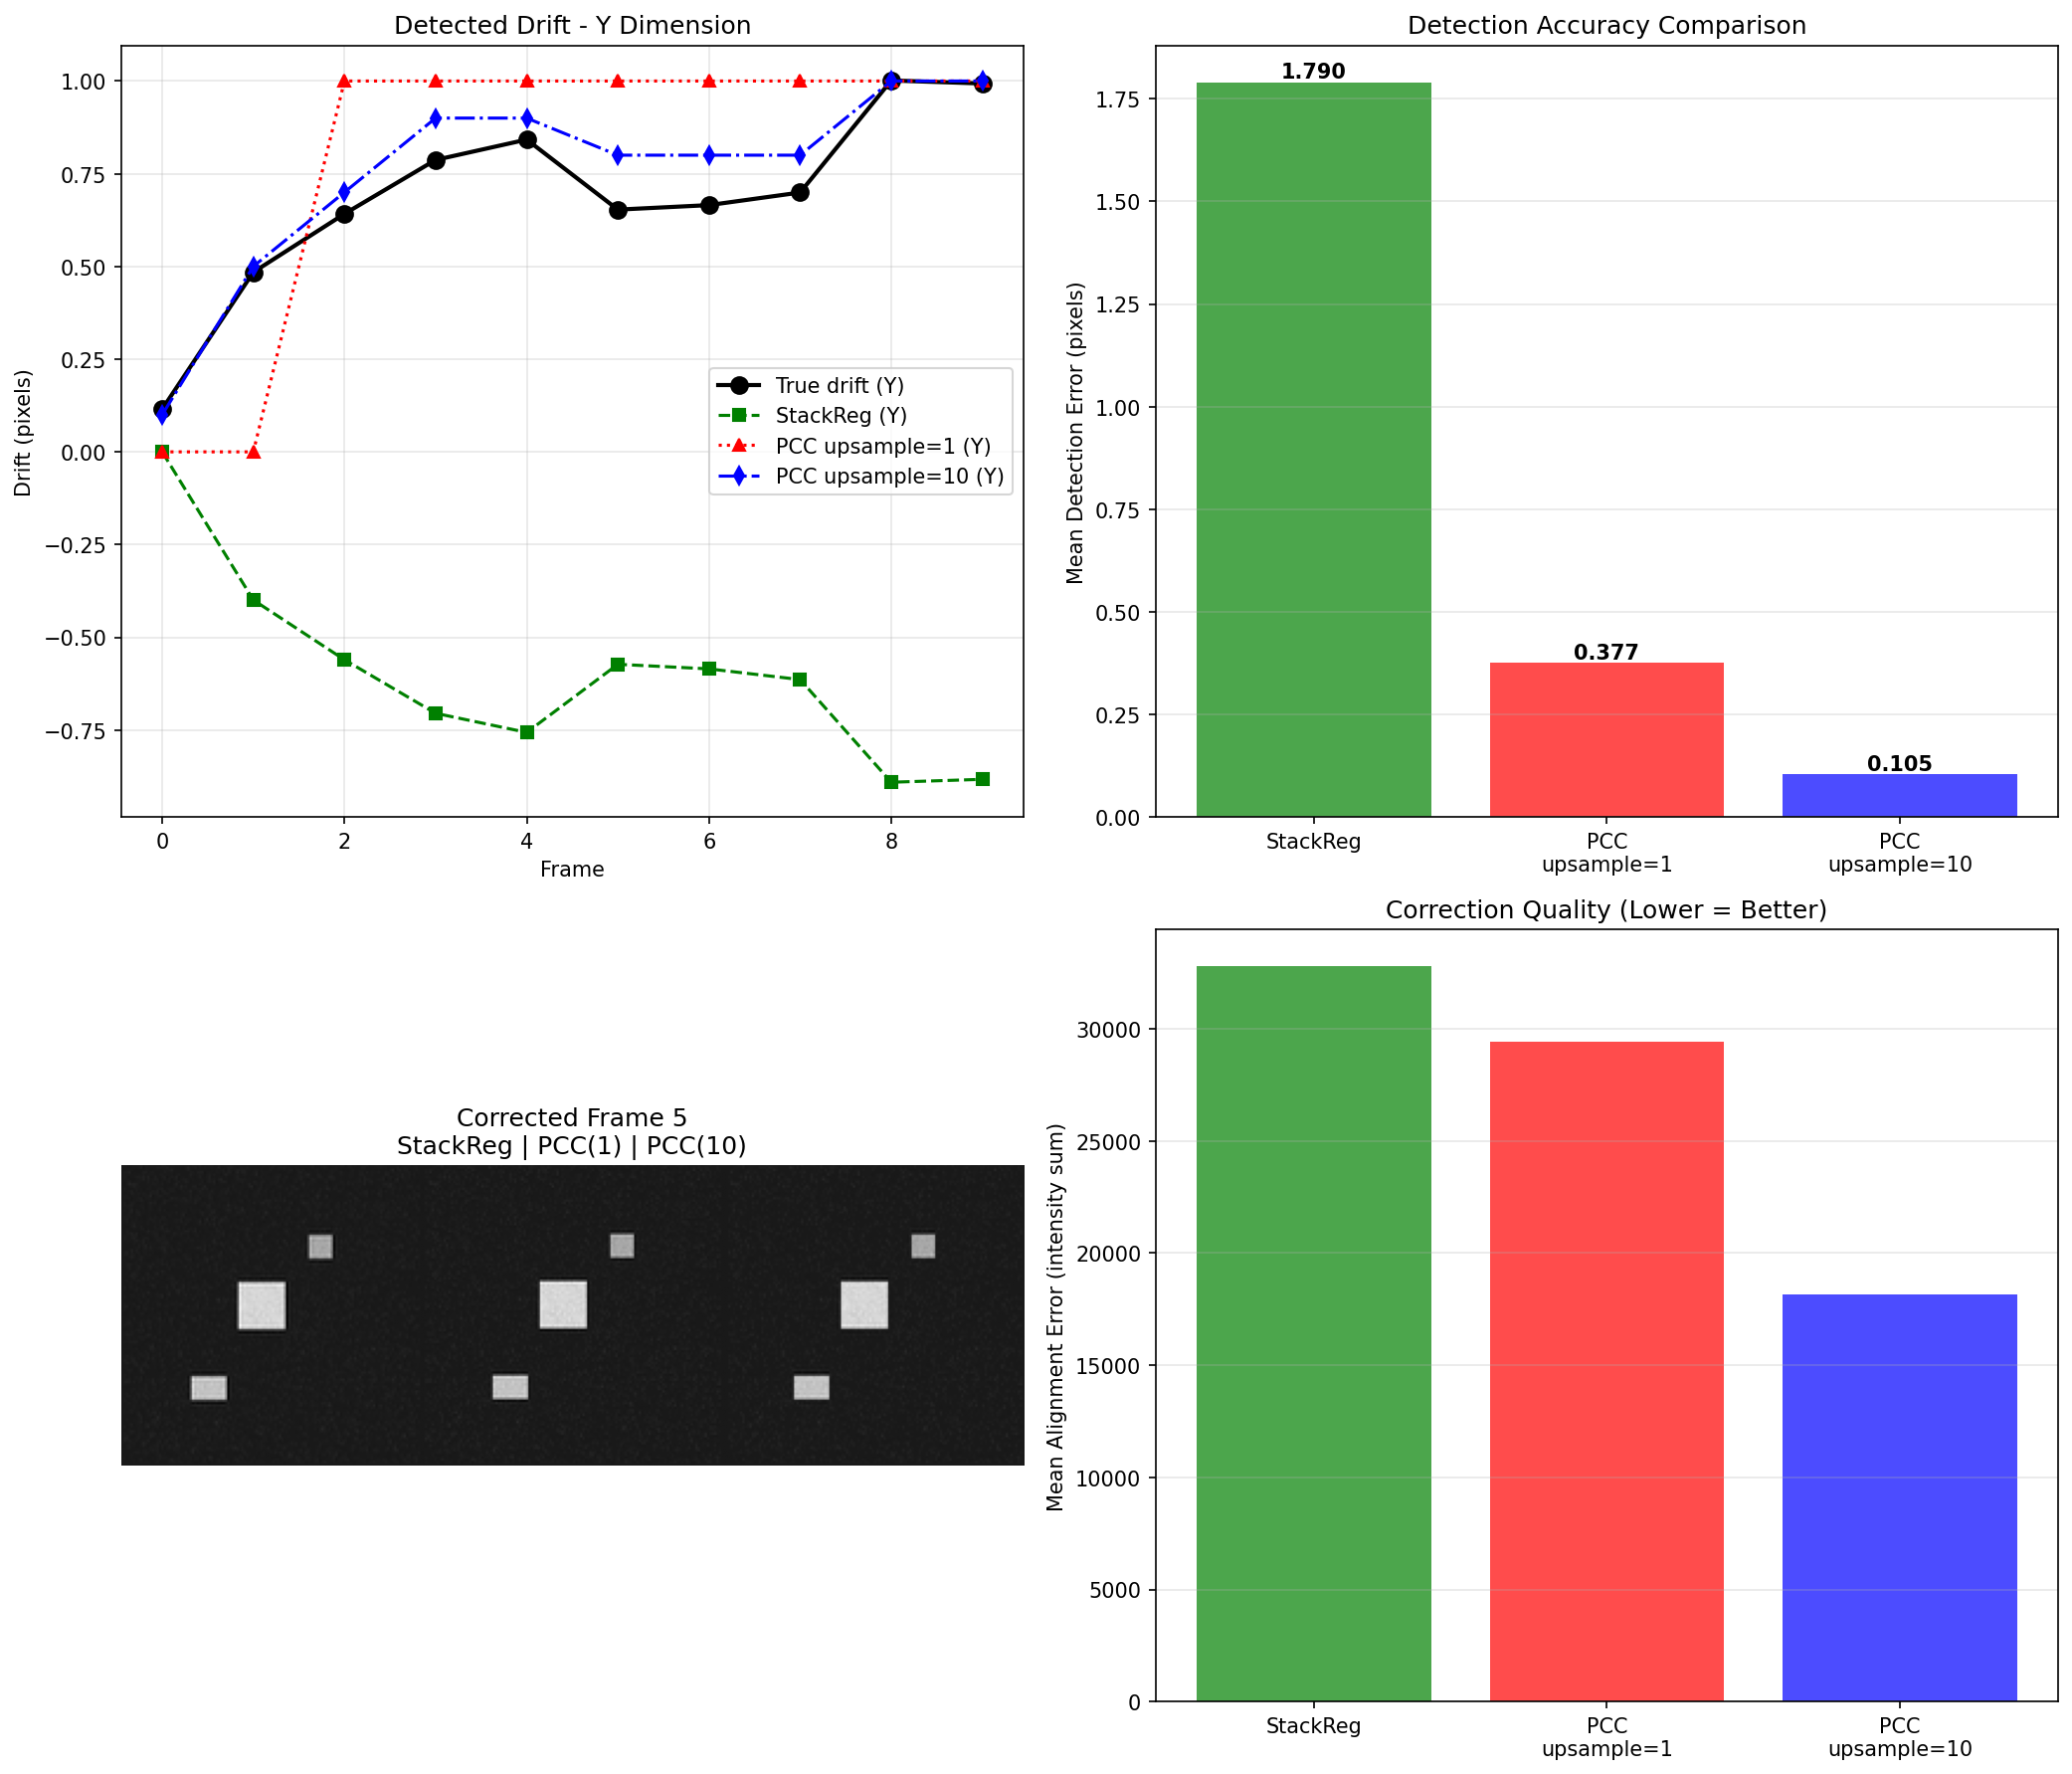 Detected Drift - Y Dimension
Drift (pixels)
1.00
0.75
0.50
0.25
0.00
−0.25
−0.50
−0.75
True drift (Y)
StackReg (Y)
PCC upsample=1 (Y)
PCC upsample=10 (Y)
0 2 4 6 8
Frame
Detection Accuracy Comparison
Mean Detection Error (pixels)
1.75
1.50
1.25
1.00
0.75
0.50
0.25
0.00
1.790
0.377
0.105
StackReg PCC PCC
upsample=1 upsample=10
Corrected Frame 5
StackReg | PCC(1) | PCC(10)
Correction Quality (Lower = Better)
Mean Alignment Error (intensity sum)
30000
25000
20000
15000
10000
5000
0
StackReg PCC PCC
upsample=1 upsample=10